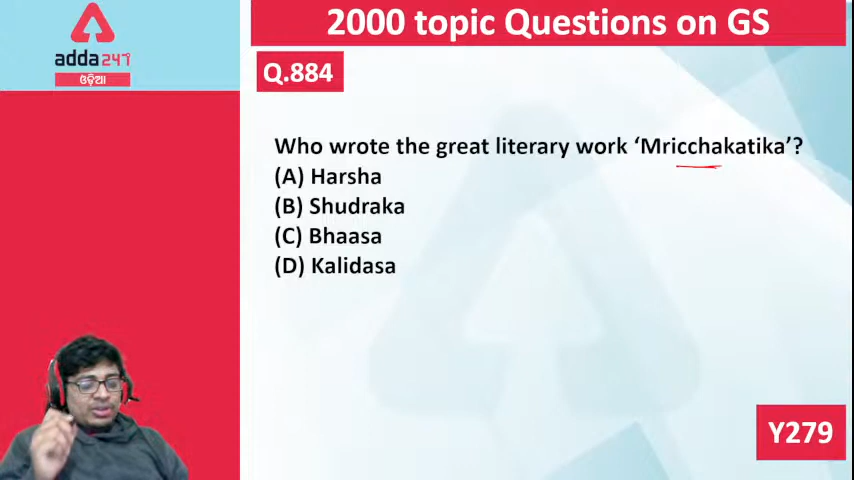 adda247
ଓଡ଼ିଆ
2000 topic Questions on GS
Q.884
Who wrote the great literary work ‘Mricchakatika’?
(A) Harsha
(B) Shudraka
(C) Bhaasa
(D) Kalidasa
Y279